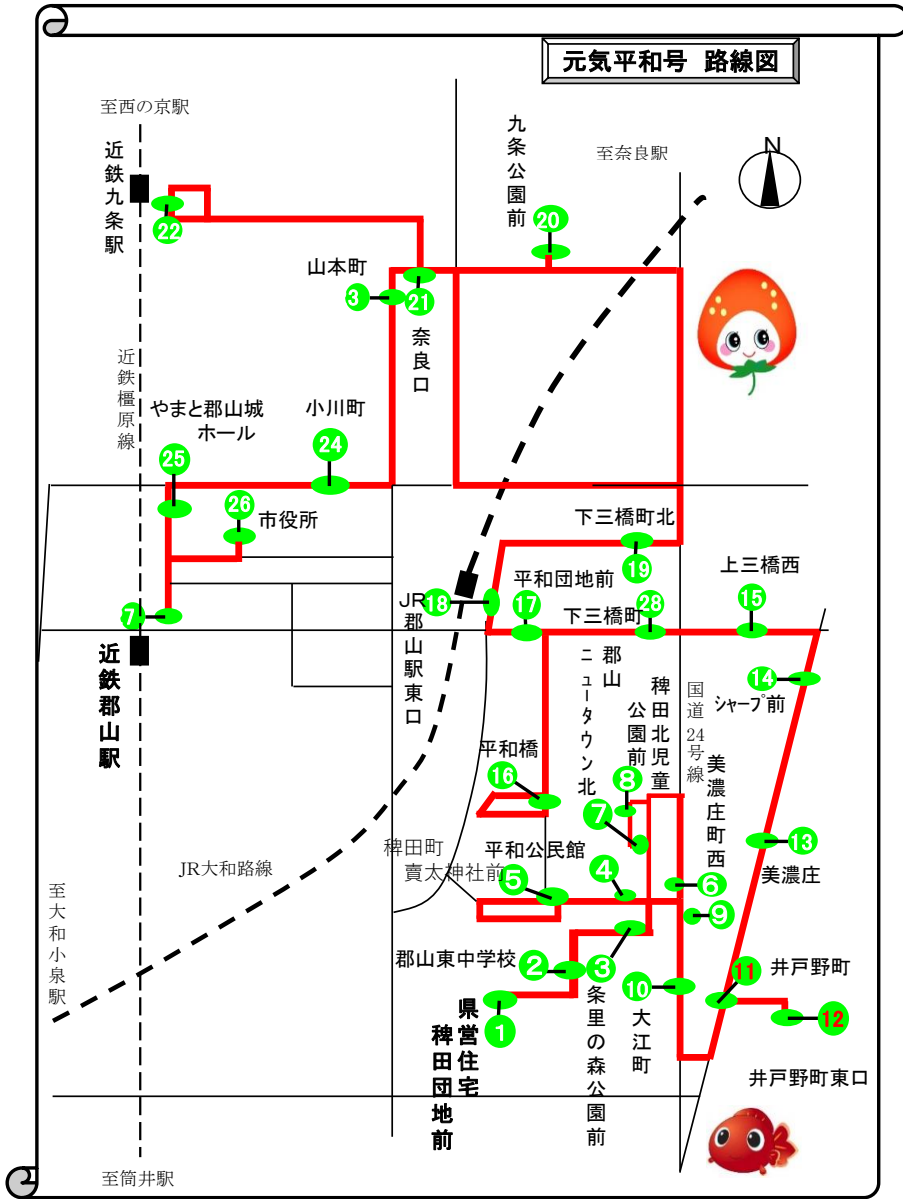 元気平和号 路線図
至西の京駅
近鉄九条駅
22
九条公園前
20
至奈良駅
N
山本町
3
21
奈良口
近鉄橿原線
やまと郡山城
ホール
25
小川町
24
26
市役所
下三橋町北
19
上三橋西
15
7
近鉄郡山駅
JR郡山駅東口
18
平和団地前
17
下三橋町
28
14
シャープ前
郡山ニュータウン北
稗田北児童公園前
国道24号線
美濃庄町西
平和橋
16
8
7
13
美濃庄
JR大和路線
稗田町
賣太神社前
平和公民館
5
4
6
9
至大和小泉駅
郡山東中学校
2
3
条里の森公園前
10
大江町
11
井戸野町
12
1
県営住宅
稗田団地前
井戸野町東口
至筒井駅